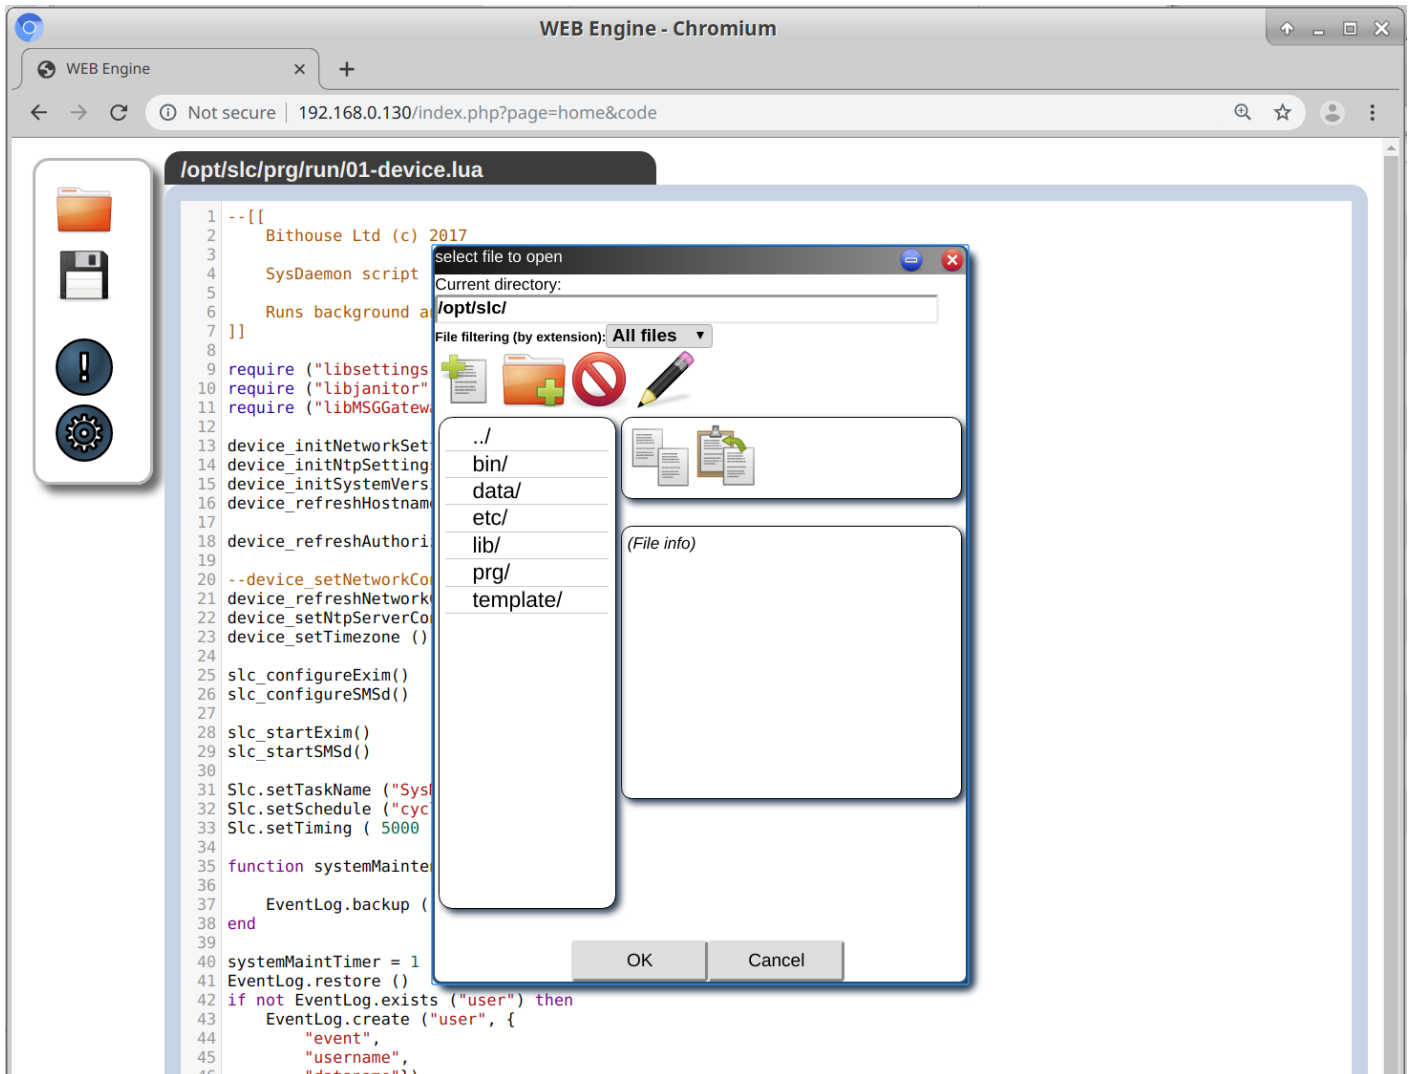 WEB Engine - Chromium
WEB Engine
Not secure
192.168.0.130/index.php?page=home&code
/opt/slc/prg/run/01-device.lua
1 --[[
2 Bithouse Ltd (c) 2017
3
4 SysDaemon script
5
6 Runs background
7 ]]
8
9 require ("libsettings
10 require ("libjanitor"
11 require ("libMSGGatew
12
13 device_initNetworkSet
14 device_initNtpSettings
15 device_initSystemVers
16 device_refreshHostnam
17
18 device_refreshAuthori
19
20 --device_setNetworkCo
21 device_refreshNetwork
22 device_setNtpServerCo
23 device_setTimezone ()
24
25 slc_configureExim()
26 slc_configureSMSd()
27
28 slc_startExim()
29 slc_startSMSd()
30
31 Slc.setTaskName ("Sys
32 Slc.setSchedule ("cyc
33 Slc.setTiming ( 5000
34
35 function systemMainte
36
37 EventLog.backup (
38 end
39
40 systemMaintTimer = 1
41 EventLog.restore ()
42 if not EventLog.exists ("user") then
43 EventLog.create ("user", {
44 "event",
45 "username",
select file to open
Current directory:
/opt/slc/
File filtering (by extension): All files
../
bin/
data/
etc/
lib/
prg/
template/
(File info)
OK
Cancel